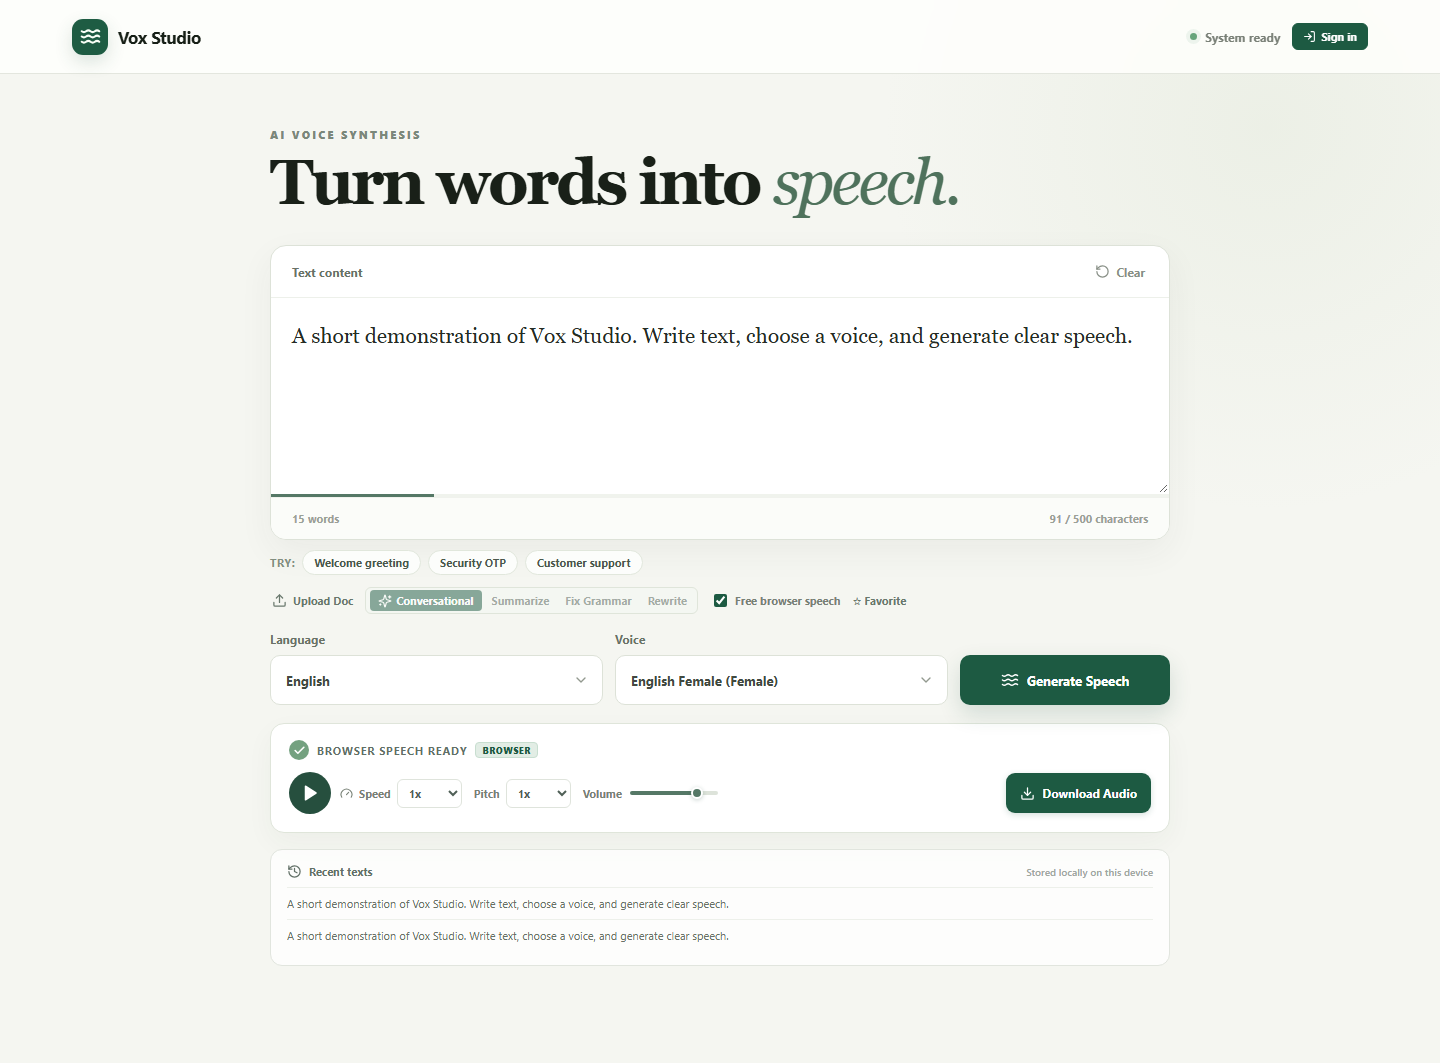 Vox Studio
System ready
Sign in
AI VOICE SYNTHESIS
Turn words into speech.
Text content
Clear
A short demonstration of Vox Studio. Write text, choose a voice, and generate clear speech.
15 words
91 / 500 characters
TRY:
Welcome greeting
Security OTP
Customer support
Upload Doc
Conversational
Summarize
Fix Grammar
Rewrite
Free browser speech
☆ Favorite
Language
Voice
English
English Female (Female)
Generate Speech
BROWSER SPEECH READY
BROWSER
Speed
1x
Pitch
1x
Volume
Download Audio
Recent texts
Stored locally on this device
A short demonstration of Vox Studio. Write text, choose a voice, and generate clear speech.
A short demonstration of Vox Studio. Write text, choose a voice, and generate clear speech.